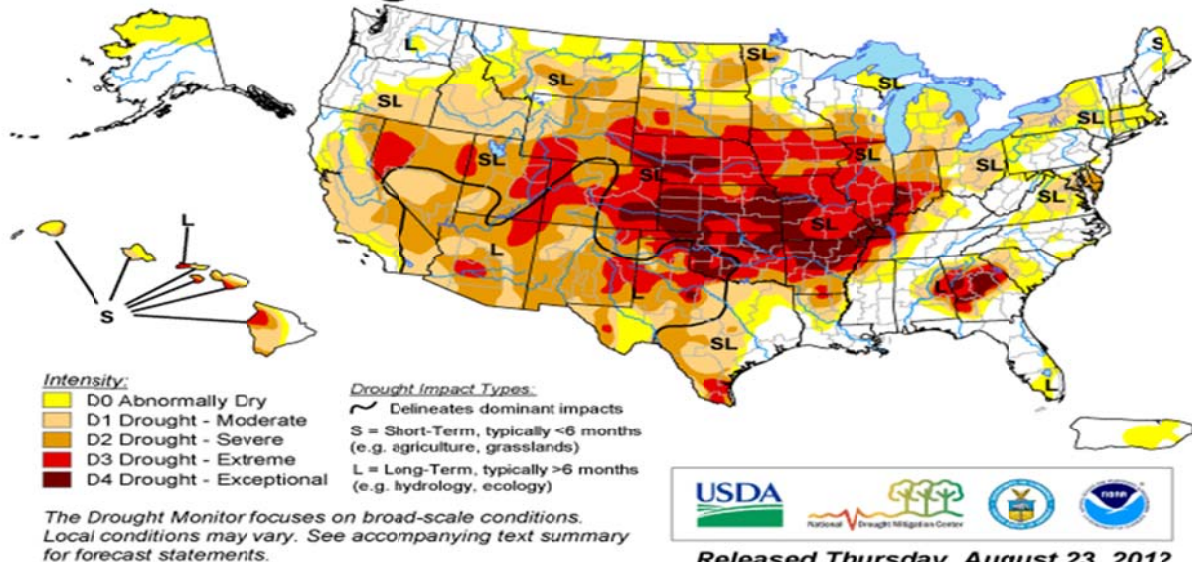 L
SL
SL
SL
SL
S
SL
SL
SL
SL
SL
SL
SL
L
L
L
SL
L
L
S
Intensity:
D0 Abnormally Dry
D1 Drought - Moderate
D2 Drought - Severe
D3 Drought - Extreme
D4 Drought - Exceptional
Drought Impact Types:
Delineates dominant impacts
S = Short-Term, typically <6 months
(e.g. agriculture, grasslands)
L = Long-Term, typically >6 months
(e.g. hydrology, ecology)
The Drought Monitor focuses on broad-scale conditions.
Local conditions may vary. See accompanying text summary
for forecast statements.
USDA
National Drought Mitigation Center
NOAA
Released Thursday, August 23, 2012